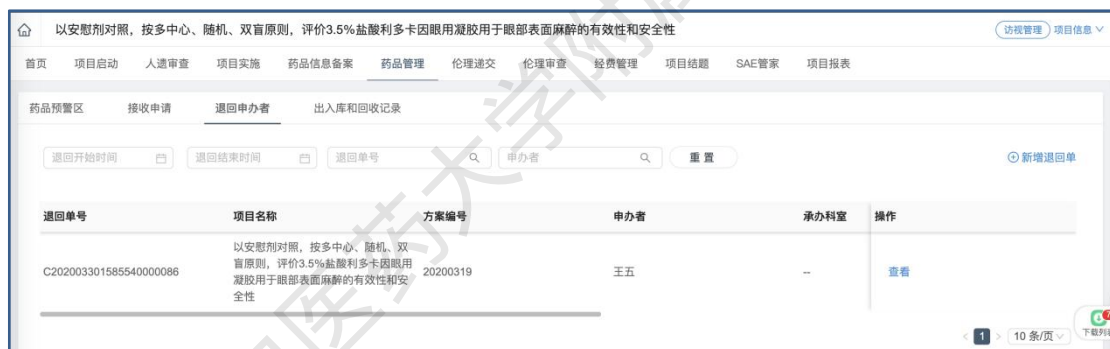 以安慰剂对照，按多中心、随机、双盲原则，评价3.5%盐酸利多卡因眼用凝胶用于眼部表面麻醉的有效性和安全性 访视管理 项目信息
首页 项目启动 人遗审查 项目实施 药品信息备案 药品管理 伦理递交 伦理审查 经费管理 项目结题 SAE管家 项目报表
药品预警区 接收申请 退回申办者 出入库和回收记录
退回开始时间 退回结束时间 退回单号 申办者 重置 新增退回单
退回单号 项目名称 方案编号 申办者 承办科室 操作
以安慰剂对照，按多中心、随机、双
盲原则，评价3.5%盐酸利多卡因眼用
凝胶用于眼部表面麻醉的有效性和安
全性
C202003301585540000086 20200319 王五 -- 查看
< 1 > 10 条/页 下载列表
医药大学附